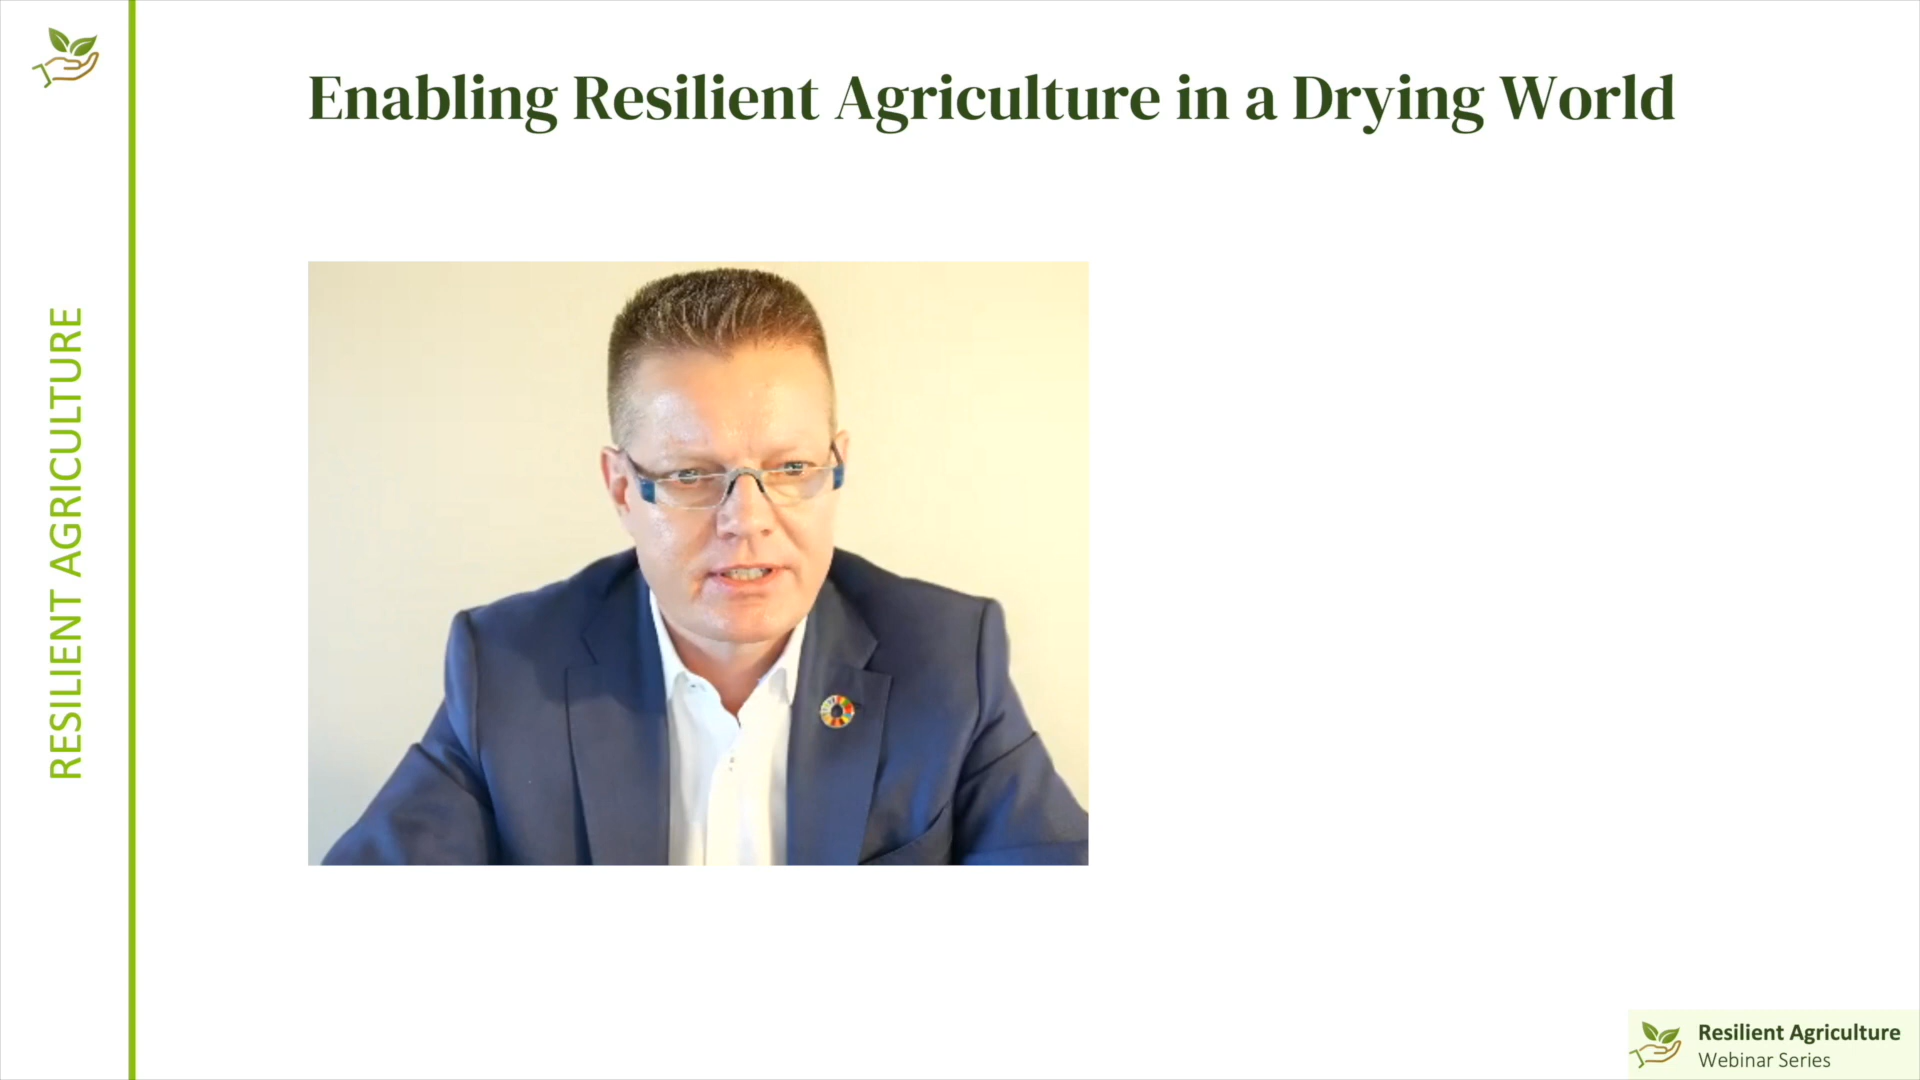 Enabling Resilient Agriculture in a Drying World
RESILIENT AGRICULTURE
Resilient Agriculture
Webinar Series